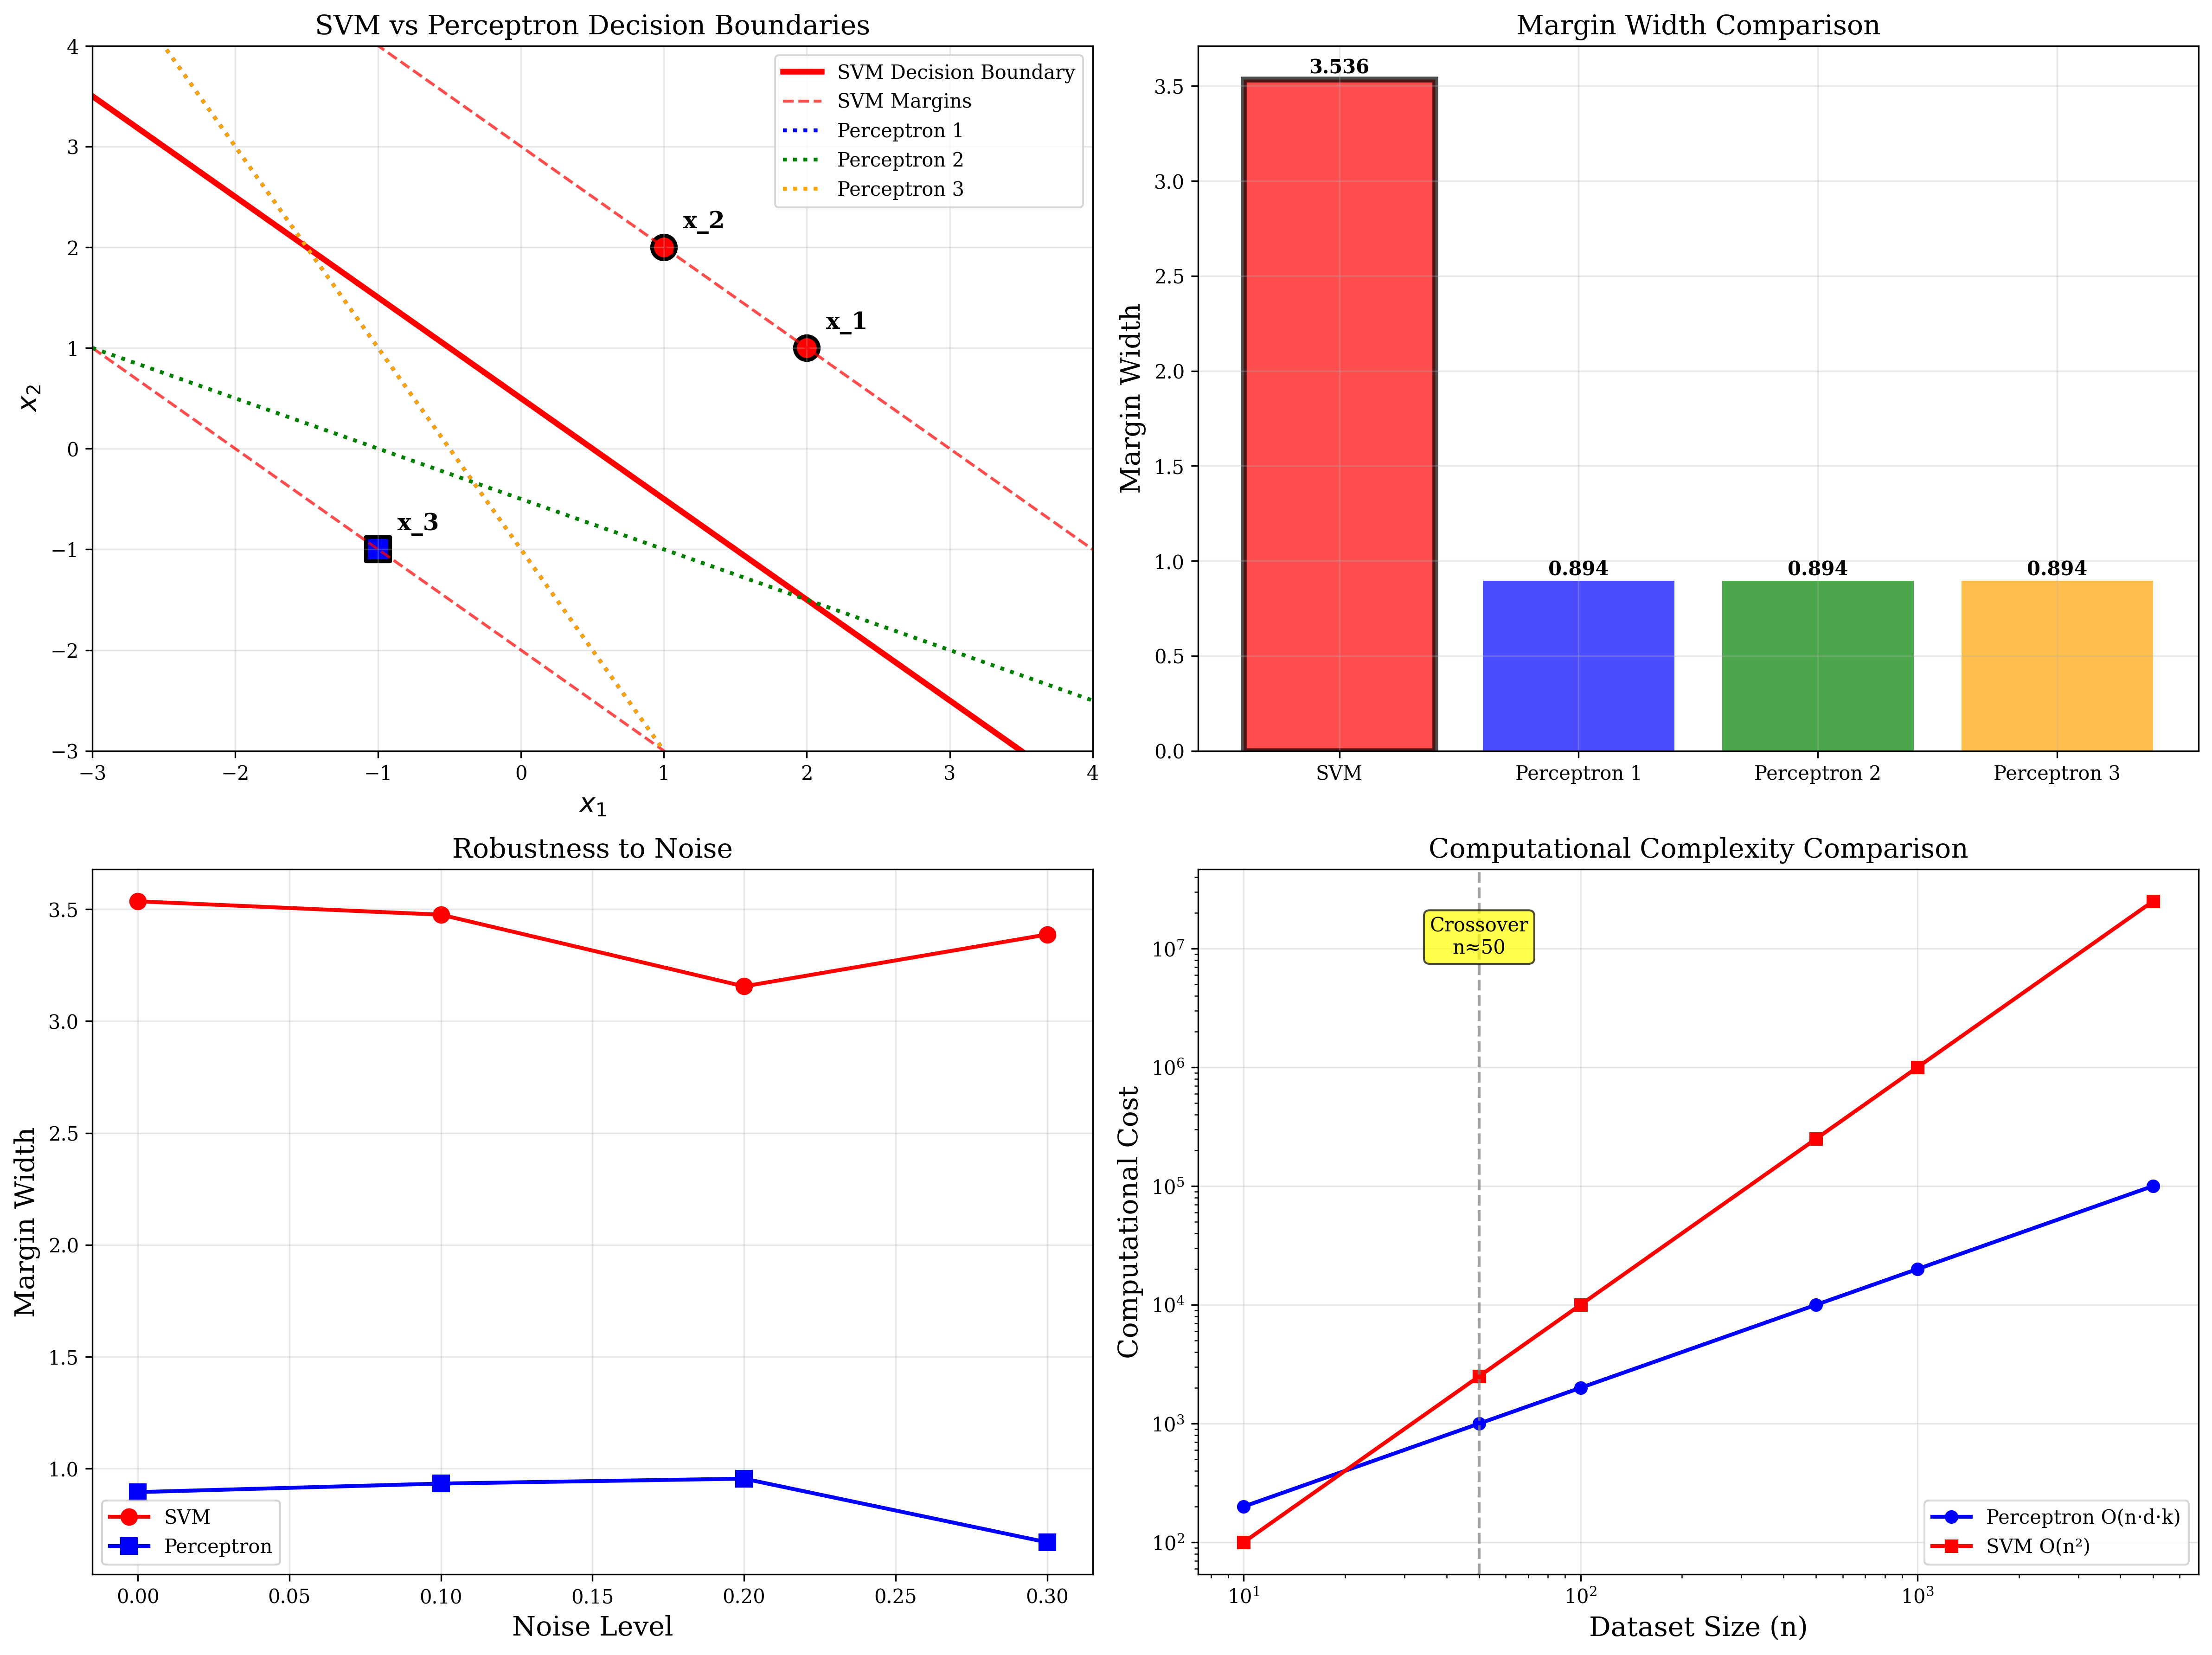 SVM vs Perceptron Decision Boundaries
4
3
2
1
0
−1
−2
−3
−3
−2
−1
0
1
2
3
4
x₂
x₁
SVM Decision Boundary
SVM Margins
Perceptron 1
Perceptron 2
Perceptron 3
x_2
x_1
x_3
Margin Width Comparison
3.5
3.0
2.5
2.0
1.5
1.0
0.5
0.0
Margin Width
3.536
0.894
0.894
0.894
SVM
Perceptron 1
Perceptron 2
Perceptron 3
Robustness to Noise
3.5
3.0
2.5
2.0
1.5
1.0
Margin Width
SVM
Perceptron
0.00
0.05
0.10
0.15
0.20
0.25
0.30
Noise Level
Computational Complexity Comparison
10⁷
10⁶
10⁵
10⁴
10³
10²
Computational Cost
Crossover
n≈50
Perceptron O(n·d·k)
SVM O(n²)
10¹
10²
10³
Dataset Size (n)